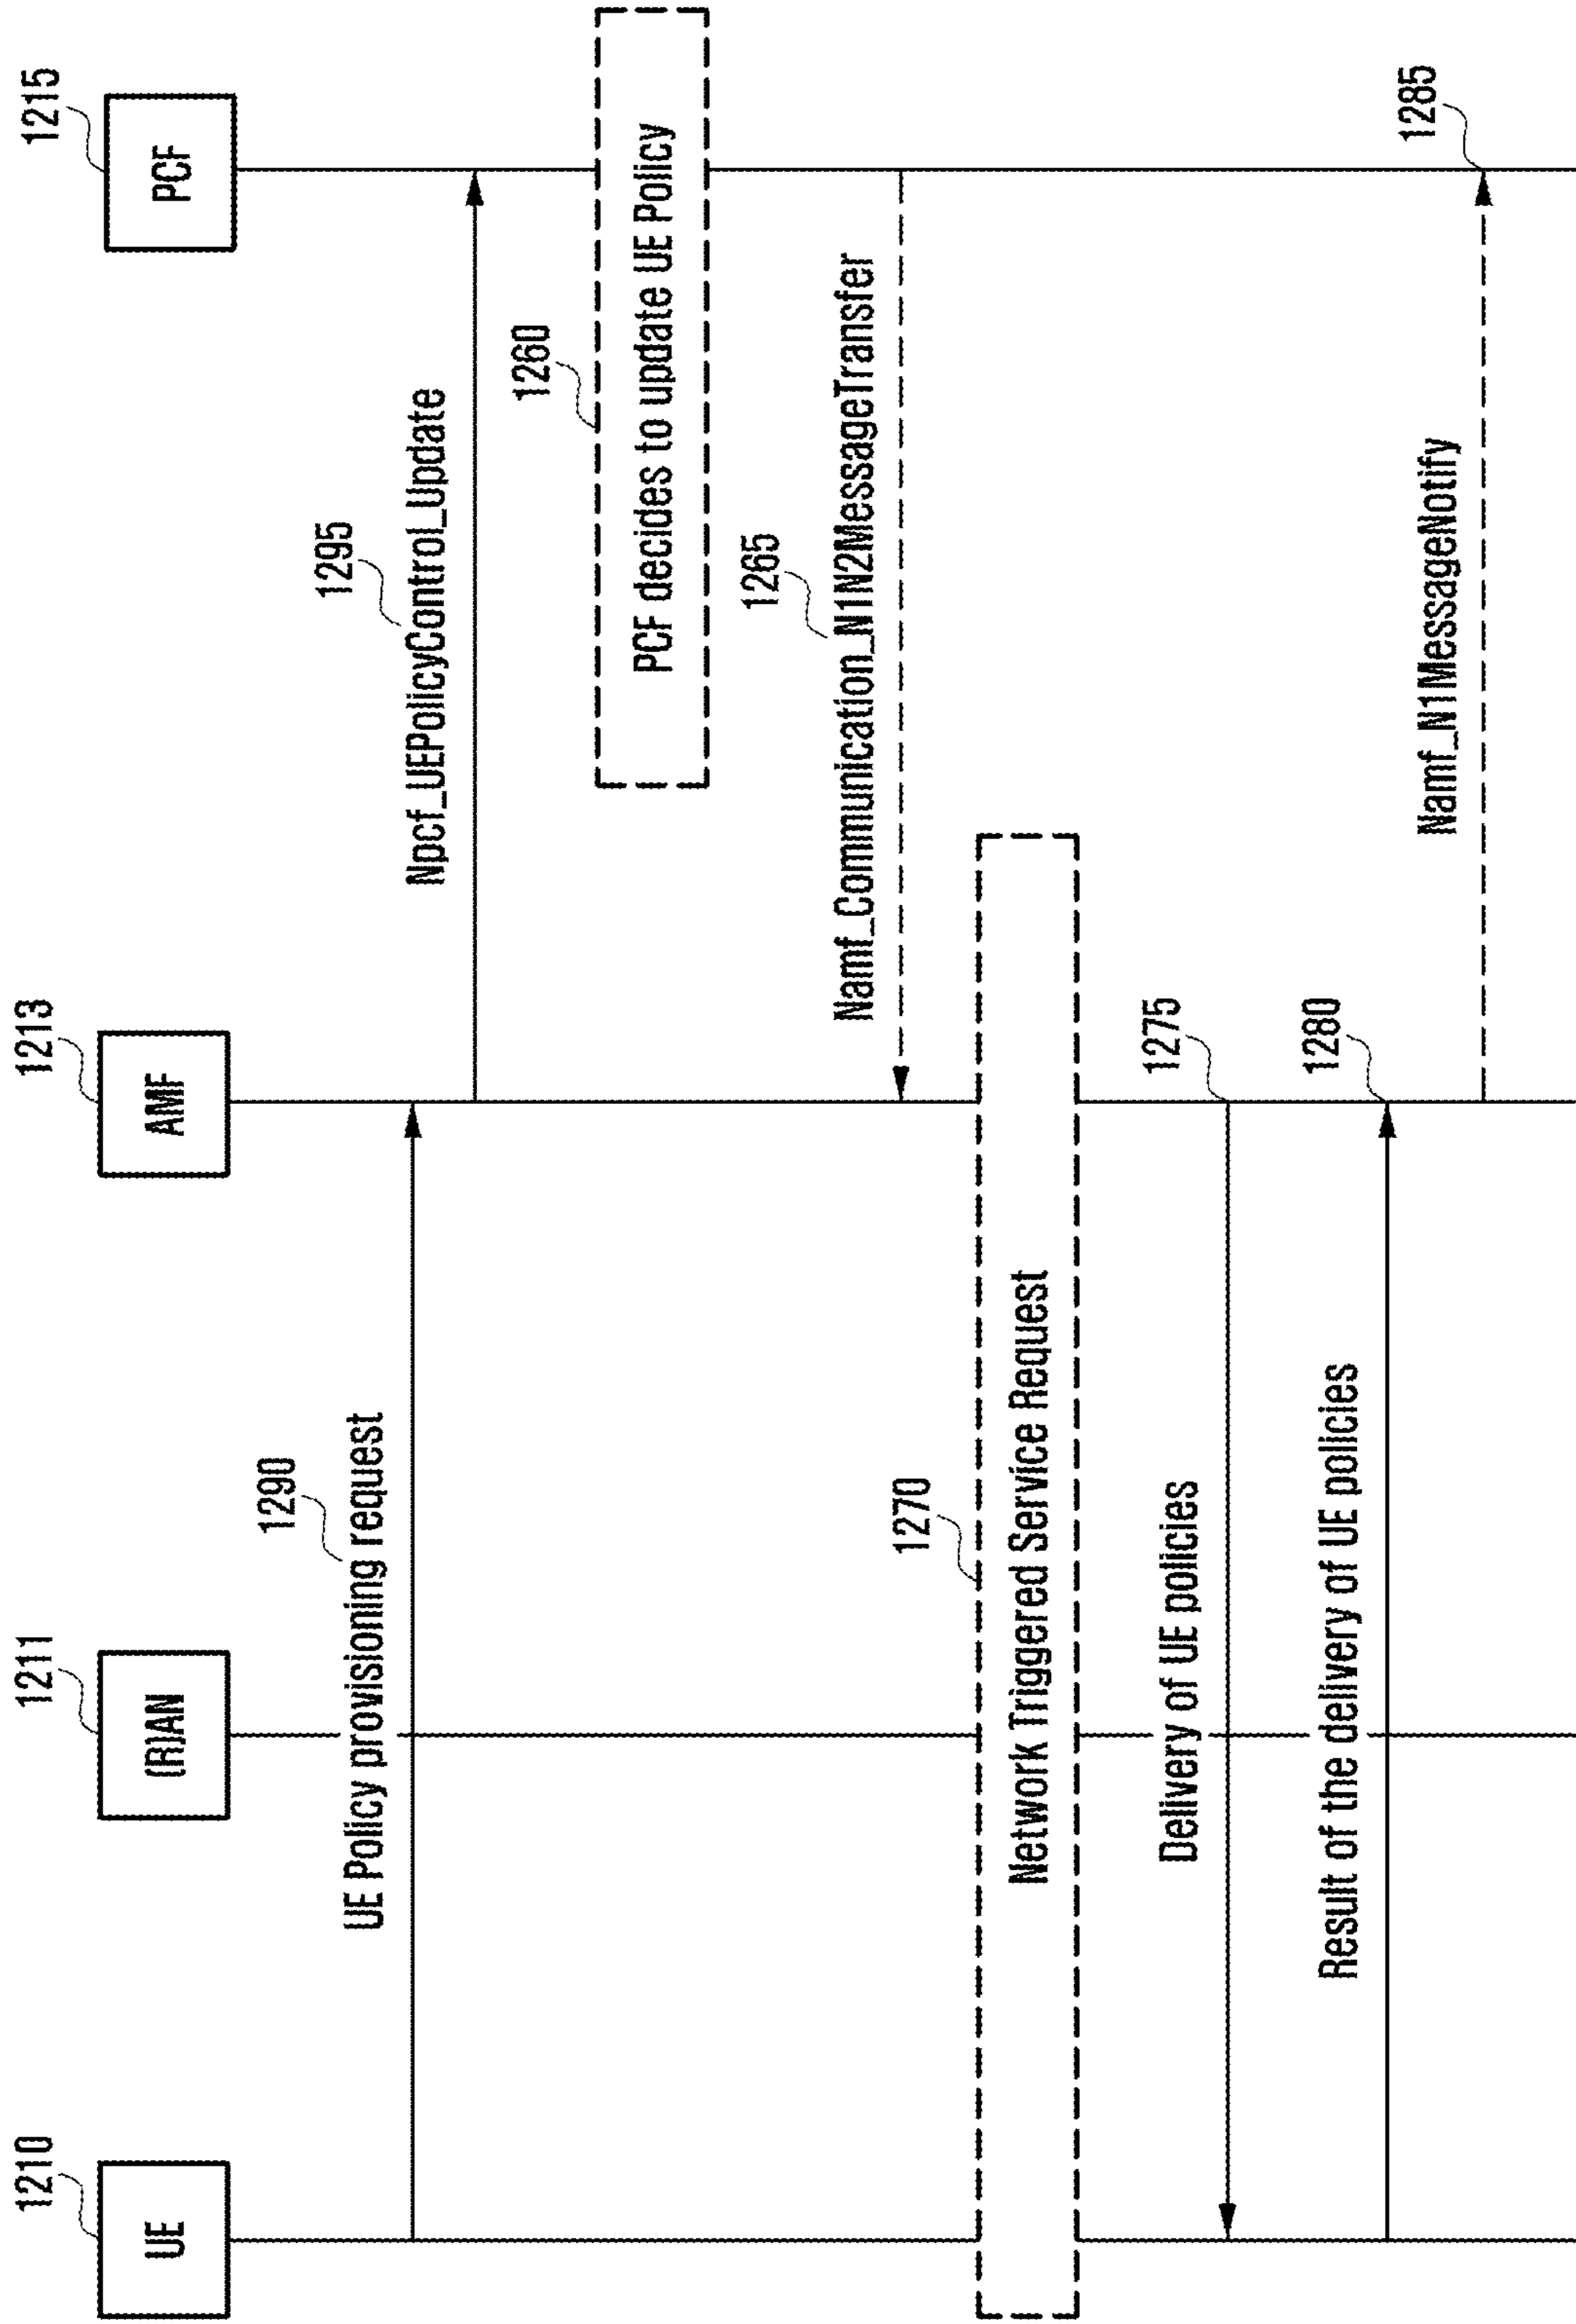 1210
1211
1213
1215
UE
(R)AN
AMF
PCF
1290
UE Policy provisioning request
1295
Npcf_UEPolicyControl_Update
1260
PCF decides to update UE Policy
1265
Namf_Communication_N1N2MessageTransfer
1270
Network Triggered Service Request
1275
Delivery of UE policies
1280
Result of the delivery of UE policies
1285
Namf_N1MessageNotify